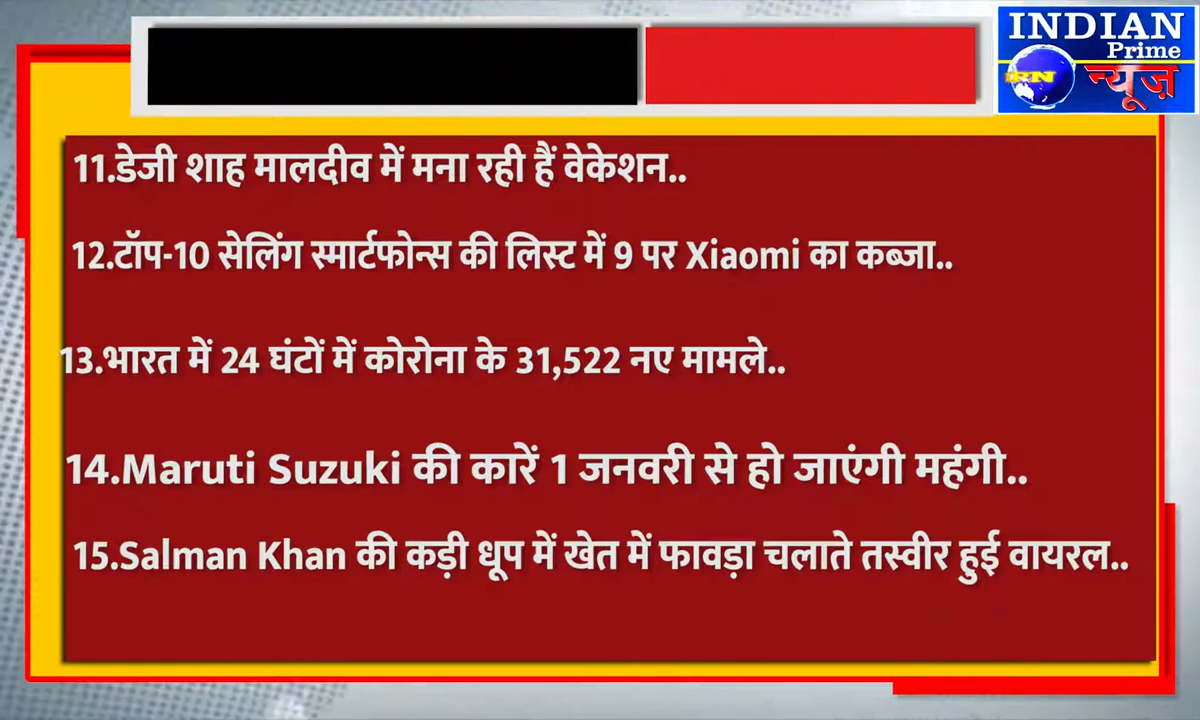 INDIAN
Prime
RN न्यूज़
11.डेजी शाह मालदीव में मना रही हैं वेकेशन..
12.टॉप-10 सेलिंग स्मार्टफोन्स की लिस्ट में 9 पर Xiaomi का कब्जा..
13.भारत में 24 घंटों में कोरोना के 31,522 नए मामले..
14.Maruti Suzuki की कारें 1 जनवरी से हो जाएंगी महंगी..
15.Salman Khan की कड़ी धूप में खेत में फावड़ा चलाते तस्वीर हुई वायरल..